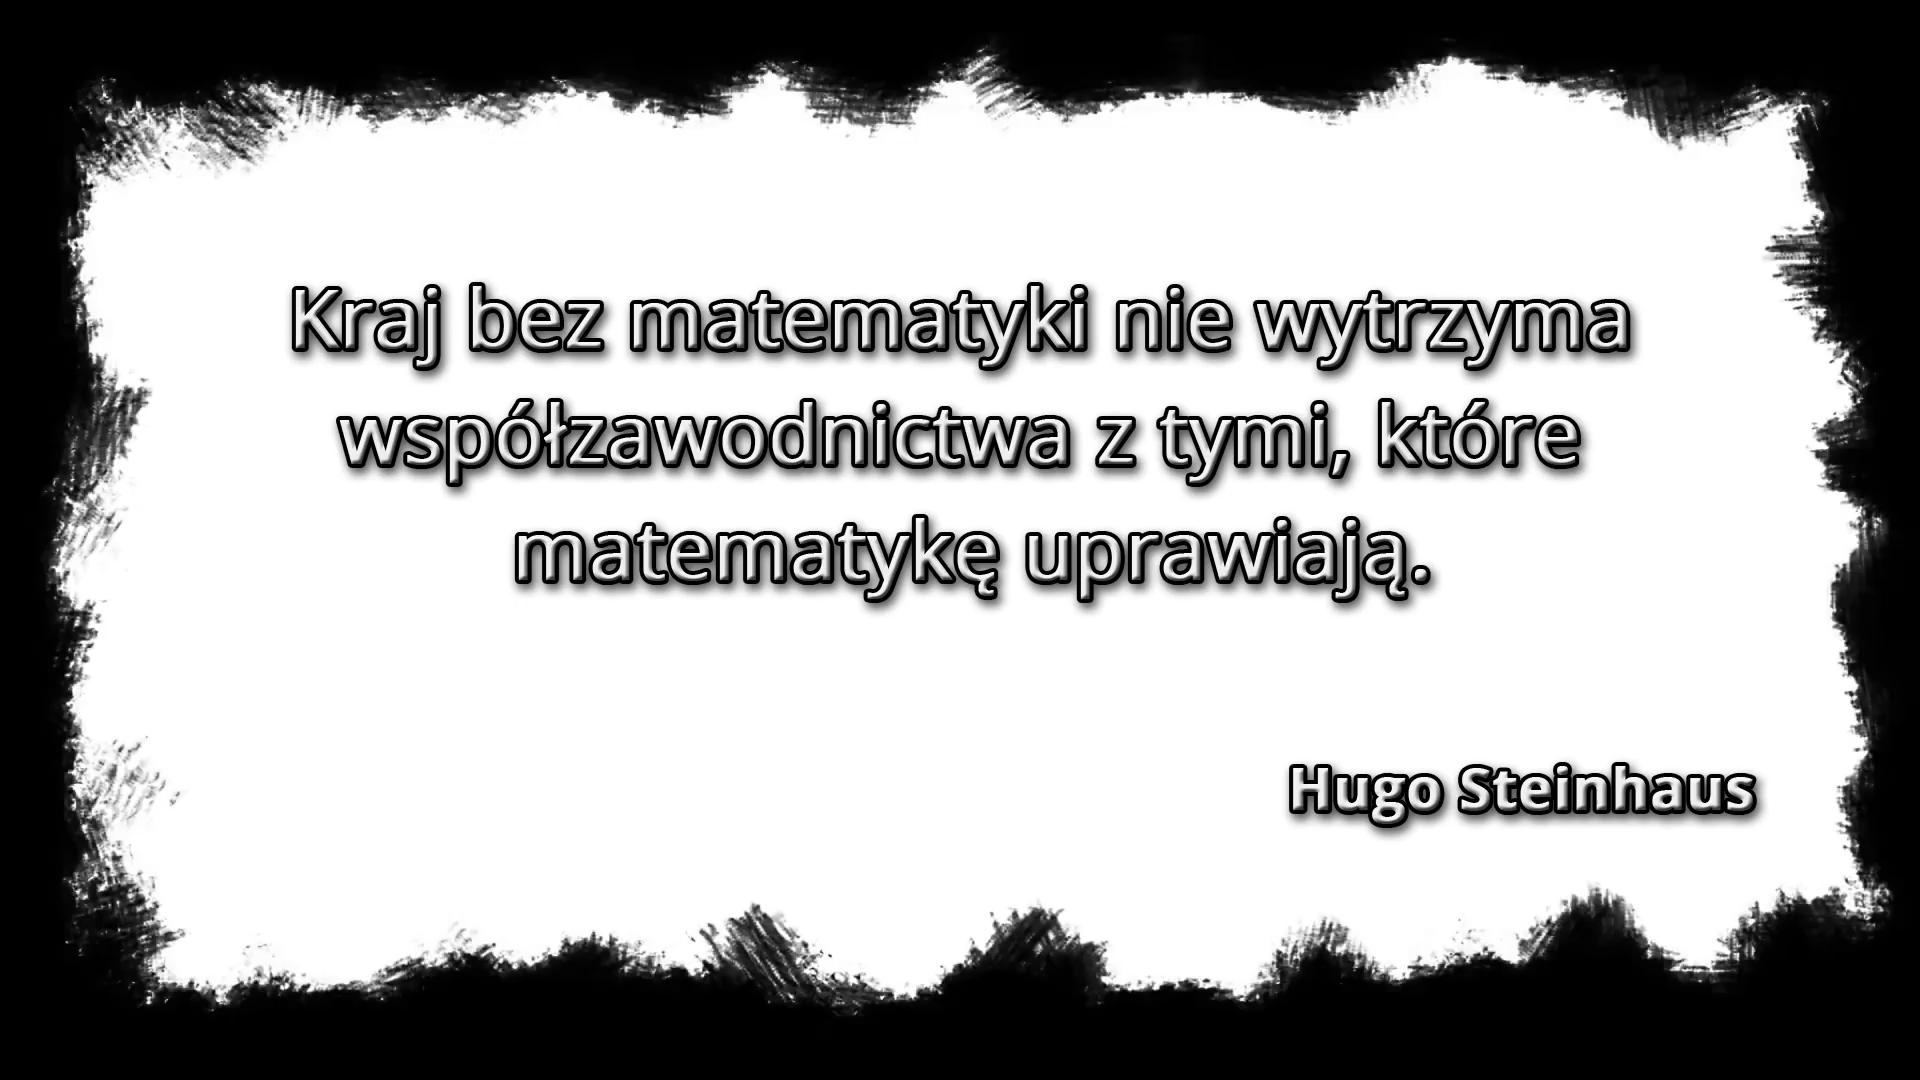 Kraj bez matematyki nie wytrzyma
współzawodnictwa z tymi, które
matematykę uprawiają.
Hugo Steinhaus